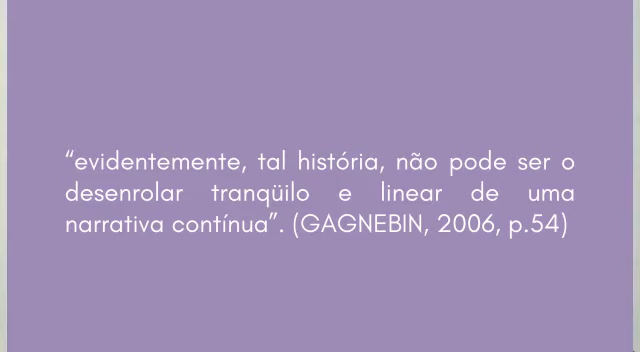 “evidentemente, tal história, não pode ser o
desenrolar tranqüilo e linear de uma
narrativa contínua”. (GAGNEBIN, 2006, p.54)